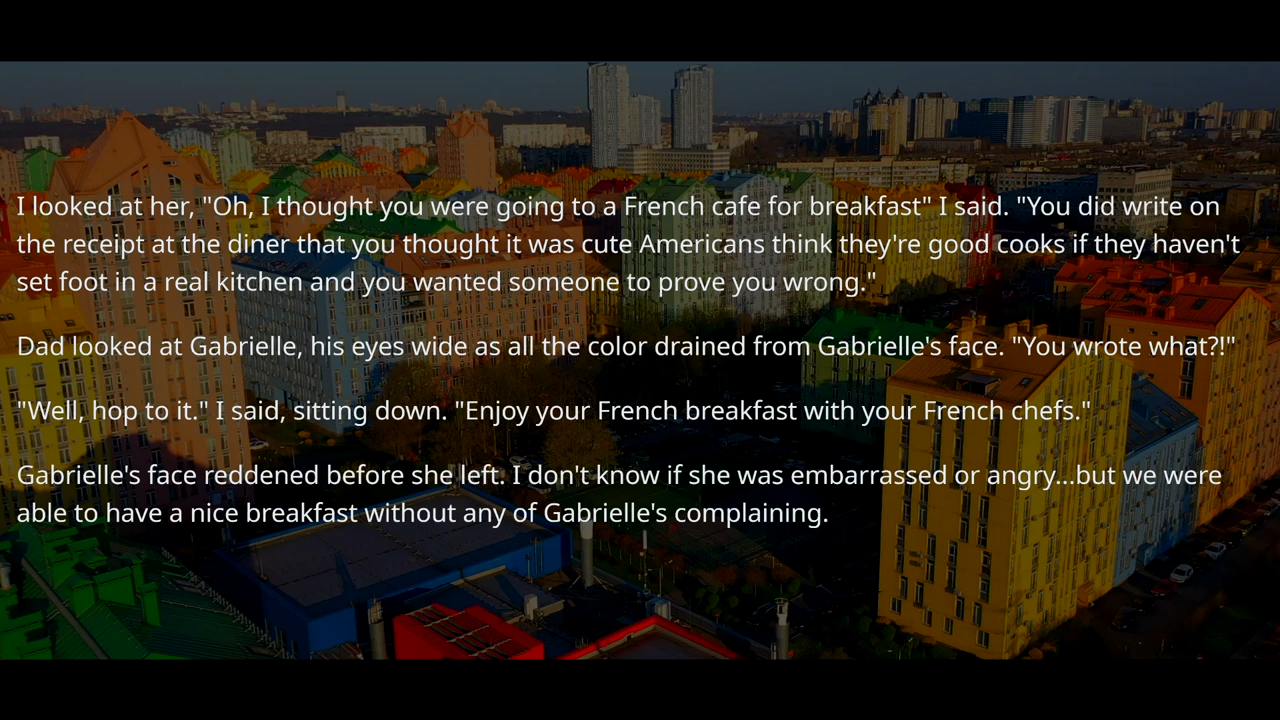 I looked at her, "Oh, I thought you were going to a French cafe for breakfast" I said. "You did write on
the receipt at the diner that you thought it was cute Americans think they're good cooks if they haven't
set foot in a real kitchen and you wanted someone to prove you wrong."
Dad looked at Gabrielle, his eyes wide as all the color drained from Gabrielle's face. "You wrote what?!"
"Well, hop to it." I said, sitting down. "Enjoy your French breakfast with your French chefs."
Gabrielle's face reddened before she left. I don't know if she was embarrassed or angry...but we were
able to have a nice breakfast without any of Gabrielle's complaining.